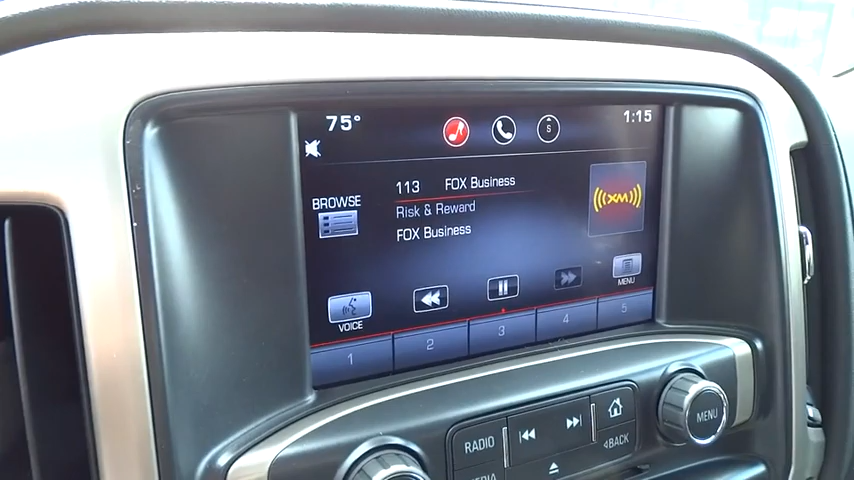 75°
S
1:15
113 FOX Business
BROWSE
Risk & Reward
FOX Business
((XM))
VOICE
MENU
1
2
3
4
5
RADIO
MENU
BACK
MEDIA